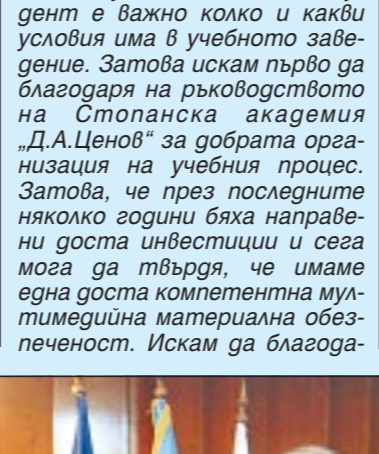 дент е важно колко и какви
условия има в учебното заве-
дение. Затова искам първо да
благодаря на ръководството
на Стопанска академия
„Д.А.Ценов“ за добрата орга-
низация на учебния процес.
Затова, че през последните
няколко години бяха направе-
ни доста инвестиции и сега
мога да твърдя, че имаме
една доста компетентна мул-
тимедийна материална обез-
печеност. Искам да благода-